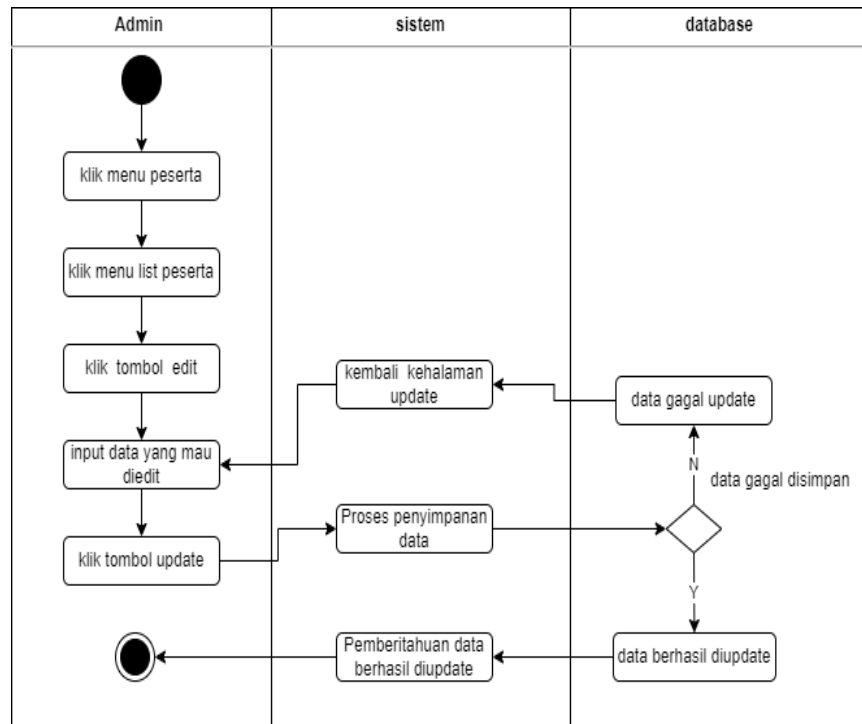 Admin
sistem
database
klik menu peserta
klik menu list peserta
klik tombol edit
kembali kehalaman
update
data gagal update
input data yang mau
diedit
N
data gagal disimpan
Proses penyimpanan
data
klik tombol update
Y
Pemberitahuan data
berhasil diupdate
data berhasil diupdate